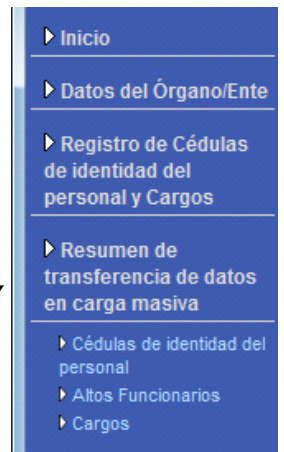 Inicio
Datos del Órgano/Ente
Registro de Cédulas
de identidad del
personal y Cargos
Resumen de
transferencia de datos
en carga masiva
Cédulas de identidad del
personal
Altos Funcionarios
Cargos